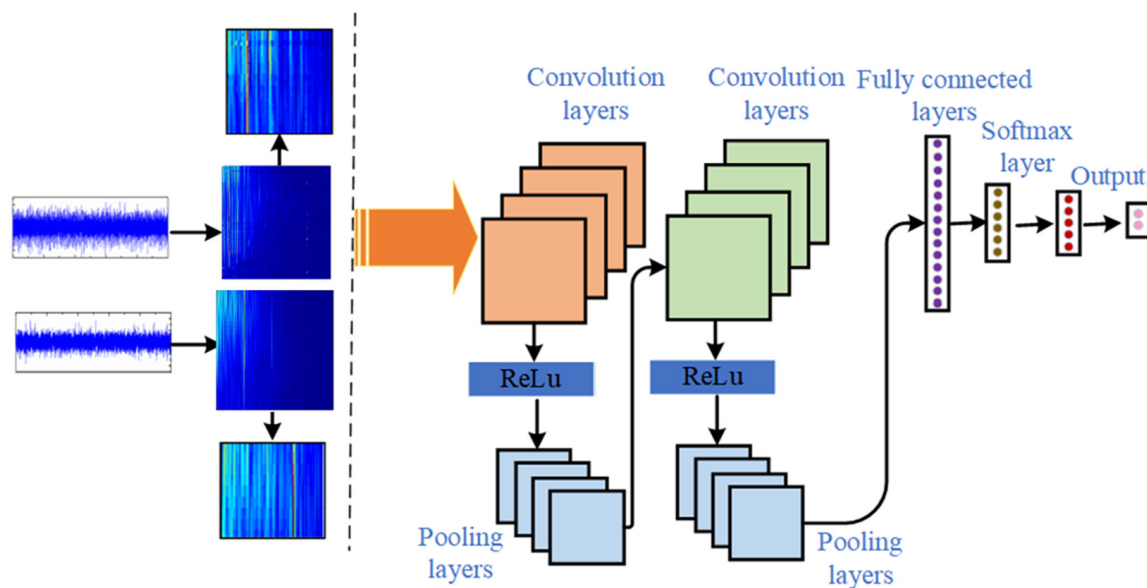 Convolution
layers
Convolution
layers
Fully connected
layers
Softmax
layer
Output
ReLu
ReLu
Pooling
layers
Pooling
layers